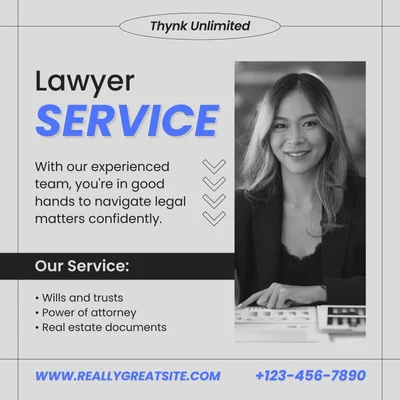 Thynk Unlimited
Lawyer
SERVICE
With our experienced
team, you're in good
hands to navigate legal
matters confidently.
Our Service:
• Wills and trusts
• Power of attorney
• Real estate documents
WWW.REALLYGREATSITE.COM
+123-456-7890